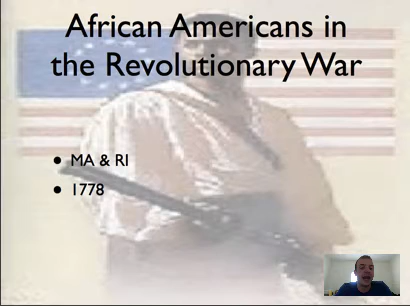 African Americans in
the Revolutionary War
• MA & RI
• 1778